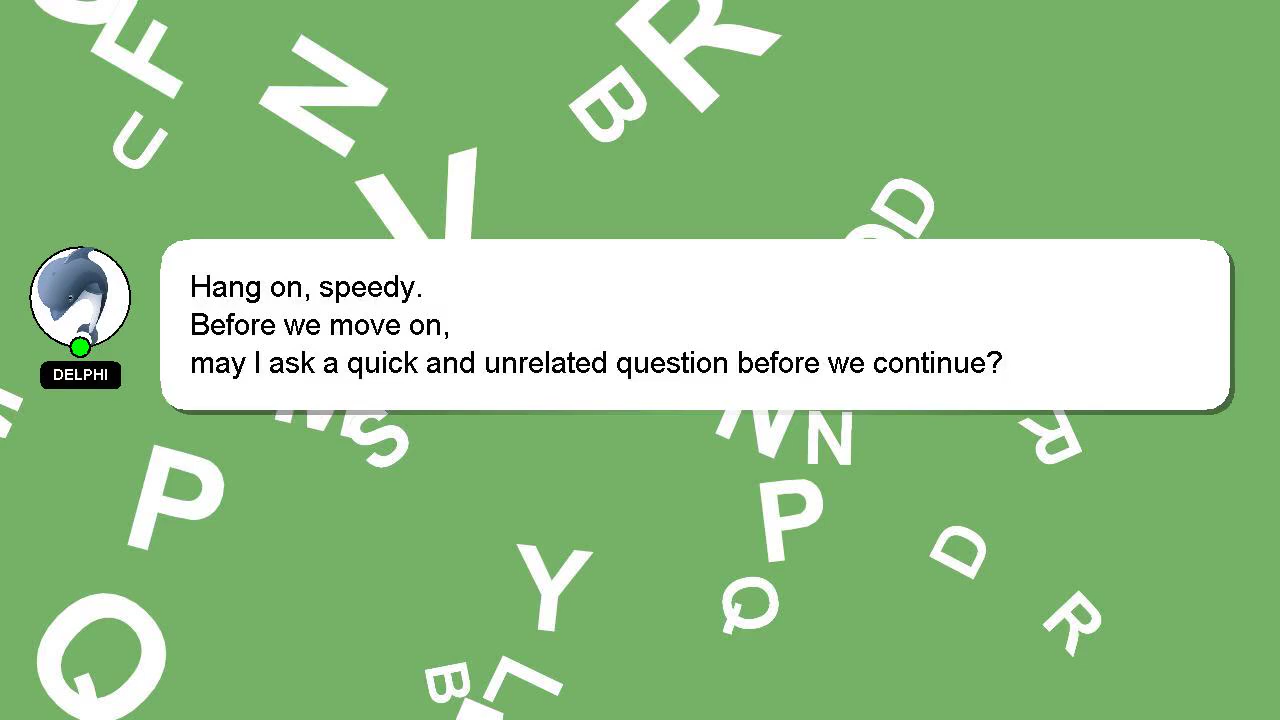 Hang on, speedy.
Before we move on,
may I ask a quick and unrelated question before we continue?
DELPHI
F
N
U
B
R
V
D
S
N
N
R
P
P
Y
Q
D
R
Q
B
L